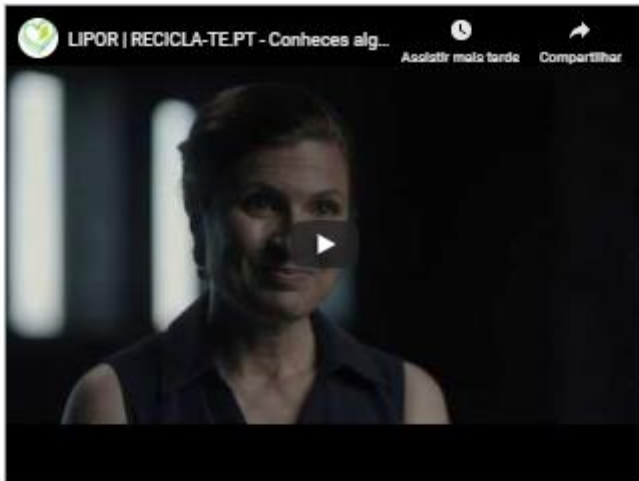 LIPOR | RECICLA-TE.PT - Conheces alg...
Assistir mais tarde
Compartilhar